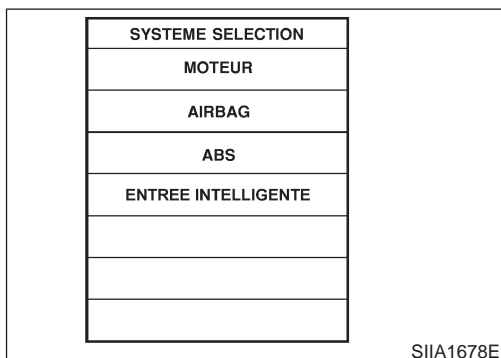 SYSTEME SELECTION
MOTEUR
AIRBAG
ABS
ENTREE INTELLIGENTE
SIIA1678E